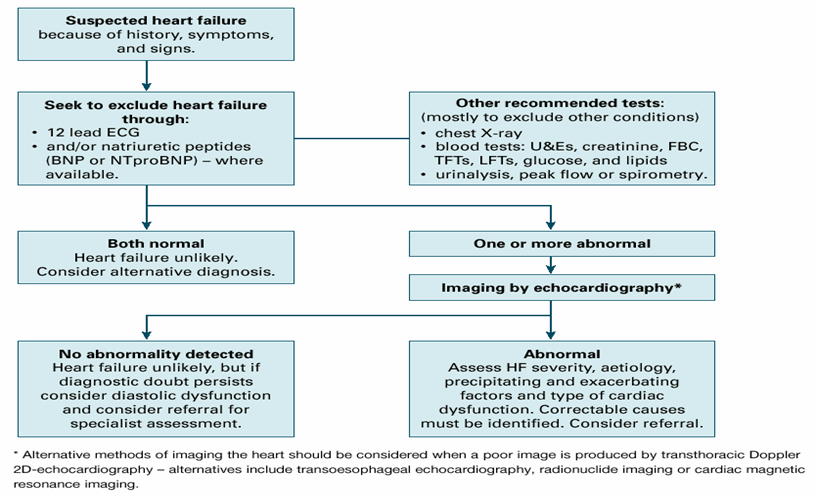 Suspected heart failure
because of history, symptoms,
and signs.
Seek to exclude heart failure
through:
• 12 lead ECG
• and/or natriuretic peptides
(BNP or NTproBNP) – where
available.
Other recommended tests:
(mostly to exclude other conditions)
• chest X-ray
• blood tests: U&Es, creatinine, FBC,
TFTs, LFTs, glucose, and lipids
• urinalysis, peak flow or spirometry.
Both normal
Heart failure unlikely.
Consider alternative diagnosis.
One or more abnormal
Imaging by echocardiography*
No abnormality detected
Heart failure unlikely, but if
diagnostic doubt persists
consider diastolic dysfunction
and consider referral for
specialist assessment.
Abnormal
Assess HF severity, aetiology,
precipitating and exacerbating
factors and type of cardiac
dysfunction. Correctable causes
must be identified. Consider referral.
* Alternative methods of imaging the heart should be considered when a poor image is produced by transthoracic Doppler
2D-echocardiography – alternatives include transoesophageal echocardiography, radionuclide imaging or cardiac magnetic
resonance imaging.